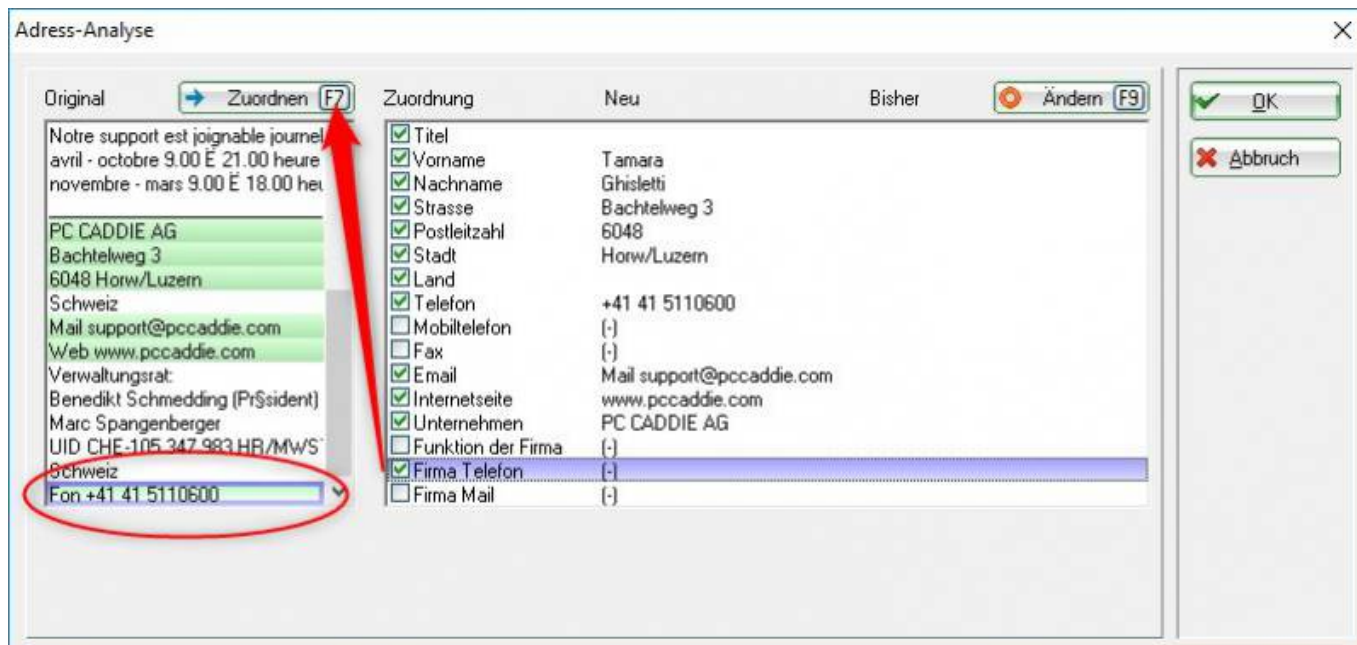 Adress-Analyse
Original
Zuordnen F7
Zuordnung Neu Bisher
Ändern F9
OK
Abbruch
Notre support est joignable journel
avril - octobre 9.00 Ë 21.00 heure
novembre - mars 9.00 Ë 18.00 heu
PC CADDIE AG
Bachtelweg 3
6048 Horw/Luzern
Schweiz
Mail support@pccaddie.com
Web www.pccaddie.com
Verwaltungsrat:
Benedikt Schmedding (Pr§sident)
Marc Spangenberger
UID CHE-105.347.983 HR/MWS
Schweiz
Fon +41 41 5110600
Titel
Vorname Tamara
Nachname Ghisletti
Strasse Bachtelweg 3
Postleitzahl 6048
Stadt Horw/Luzern
Land
Telefon +41 41 5110600
Mobiltelefon (-)
Fax (-)
Email Mail support@pccaddie.com
Internetseite www.pccaddie.com
Unternehmen PC CADDIE AG
Funktion der Firma (-)
Firma Telefon (-)
Firma Mail (-)